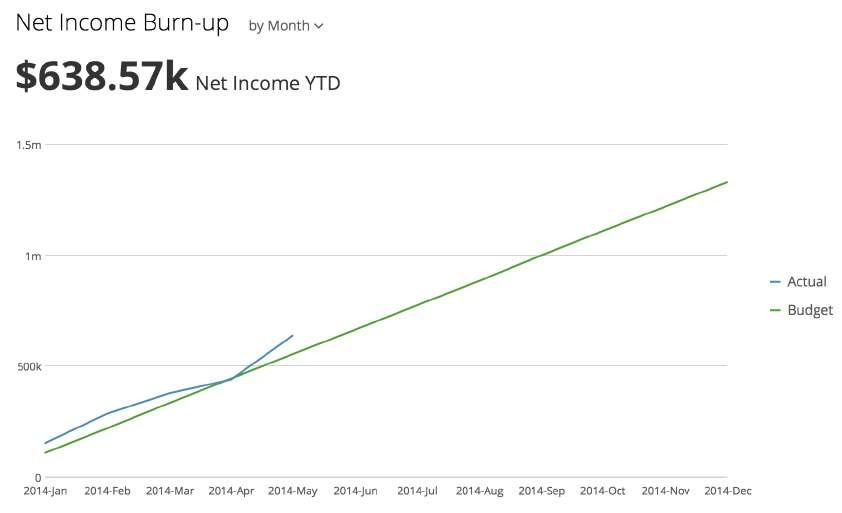 Net Income Burn-up by Month
$638.57k Net Income YTD
1.5m
1m
500k
0
2014-Jan 2014-Feb 2014-Mar 2014-Apr 2014-May 2014-Jun 2014-Jul 2014-Aug 2014-Sep 2014-Oct 2014-Nov 2014-Dec
Actual
Budget